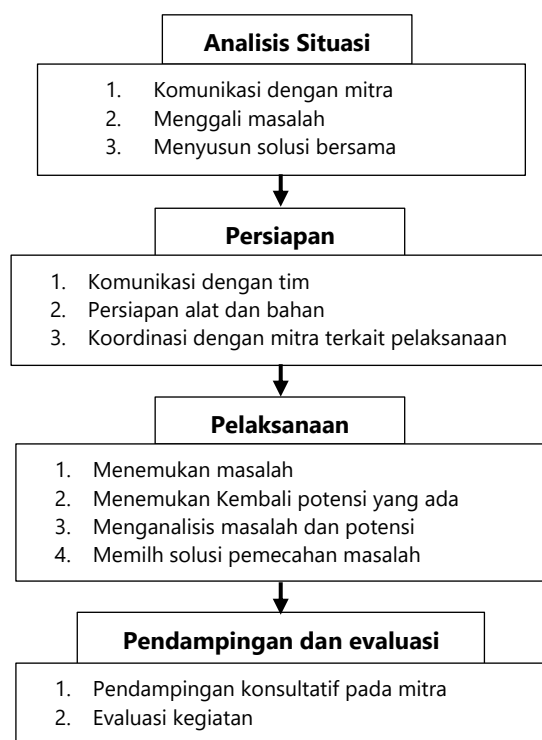 Analisis Situasi
1. Komunikasi dengan mitra
2. Menggali masalah
3. Menyusun solusi bersama
Persiapan
1. Komunikasi dengan tim
2. Persiapan alat dan bahan
3. Koordinasi dengan mitra terkait pelaksanaan
Pelaksanaan
1. Menemukan masalah
2. Menemukan Kembali potensi yang ada
3. Menganalisis masalah dan potensi
4. Memilh solusi pemecahan masalah
Pendampingan dan evaluasi
1. Pendampingan konsultatif pada mitra
2. Evaluasi kegiatan